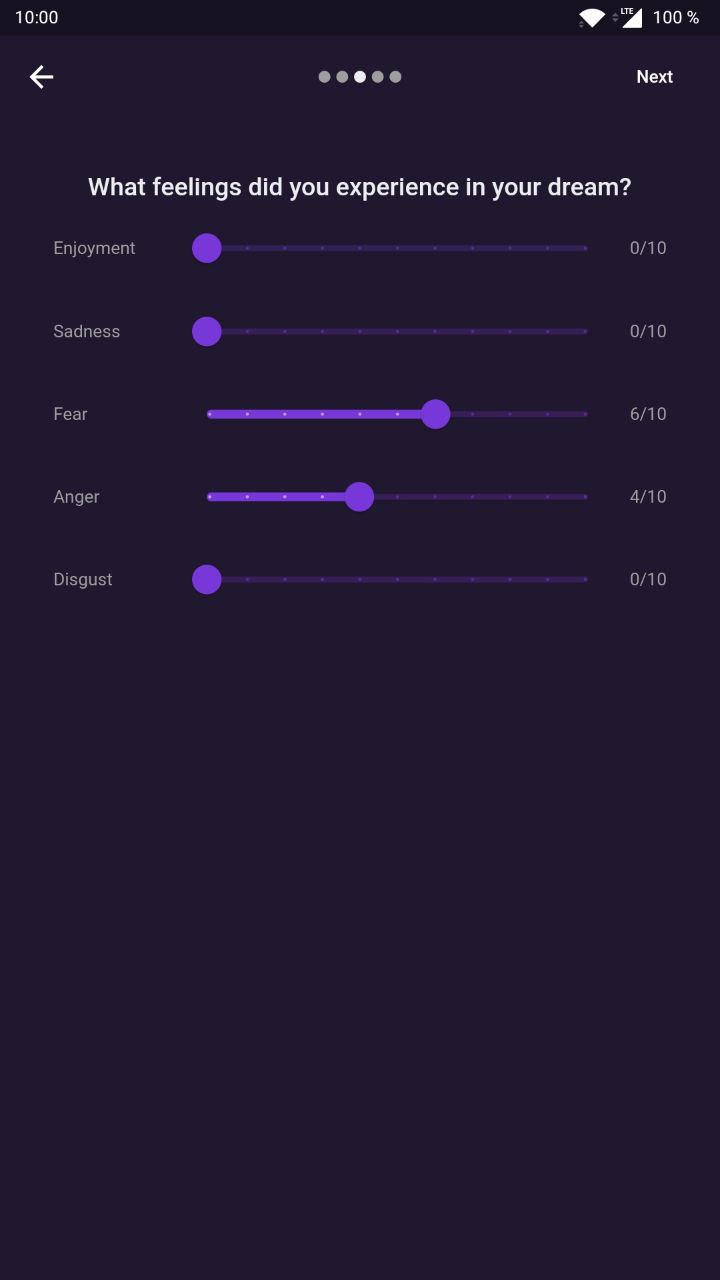 10:00 LTE 100 %
Next
What feelings did you experience in your dream?
Enjoyment 0/10
Sadness 0/10
Fear 6/10
Anger 4/10
Disgust 0/10